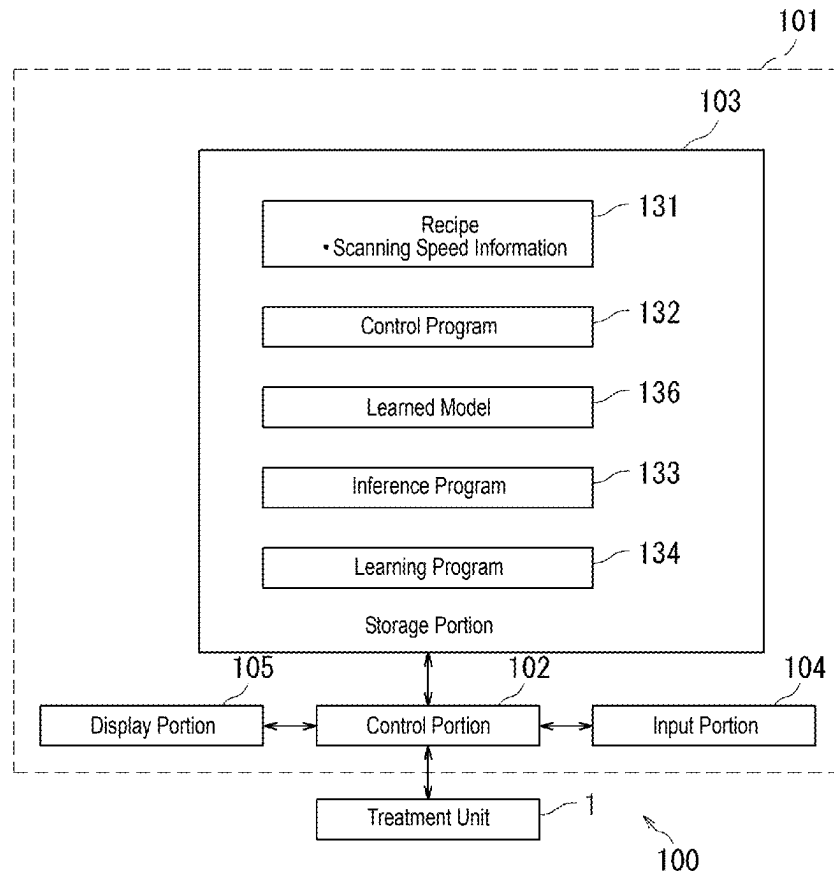 101
103
131
Recipe
• Scanning Speed Information
132
Control Program
136
Learned Model
133
Inference Program
134
Learning Program
Storage Portion
105
102
104
Display Portion
Control Portion
Input Portion
1
Treatment Unit
100